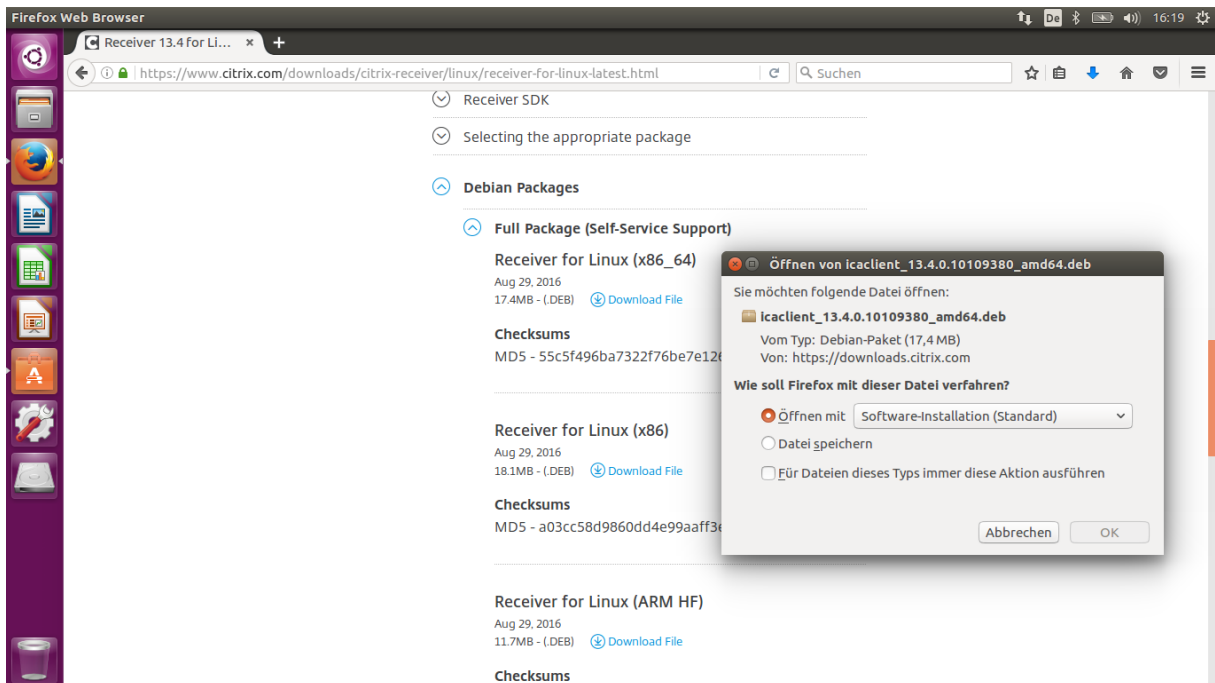 Firefox Web Browser
De
16:19
Receiver 13.4 for Li...
https://www.citrix.com/downloads/citrix-receiver/linux/receiver-for-linux-latest.html
Suchen
Receiver SDK
Selecting the appropriate package
Debian Packages
Full Package (Self-Service Support)
Receiver for Linux (x86_64)
Aug 29, 2016
17.4MB - (.DEB) Download File
Checksums
MD5 - 55c5f496ba7322f76be7e126
Receiver for Linux (x86)
Aug 29, 2016
18.1MB - (.DEB) Download File
Checksums
MD5 - a03cc58d9860dd4e99aaff3e
Receiver for Linux (ARM HF)
Aug 29, 2016
11.7MB - (.DEB) Download File
Checksums
Öffnen von icaclient_13.4.0.10109380_amd64.deb
Sie möchten folgende Datei öffnen:
icaclient_13.4.0.10109380_amd64.deb
Vom Typ: Debian-Paket (17,4 MB)
Von: https://downloads.citrix.com
Wie soll Firefox mit dieser Datei verfahren?
Öffnen mit Software-Installation (Standard)
Datei speichern
Für Dateien dieses Typs immer diese Aktion ausführen
Abbrechen OK